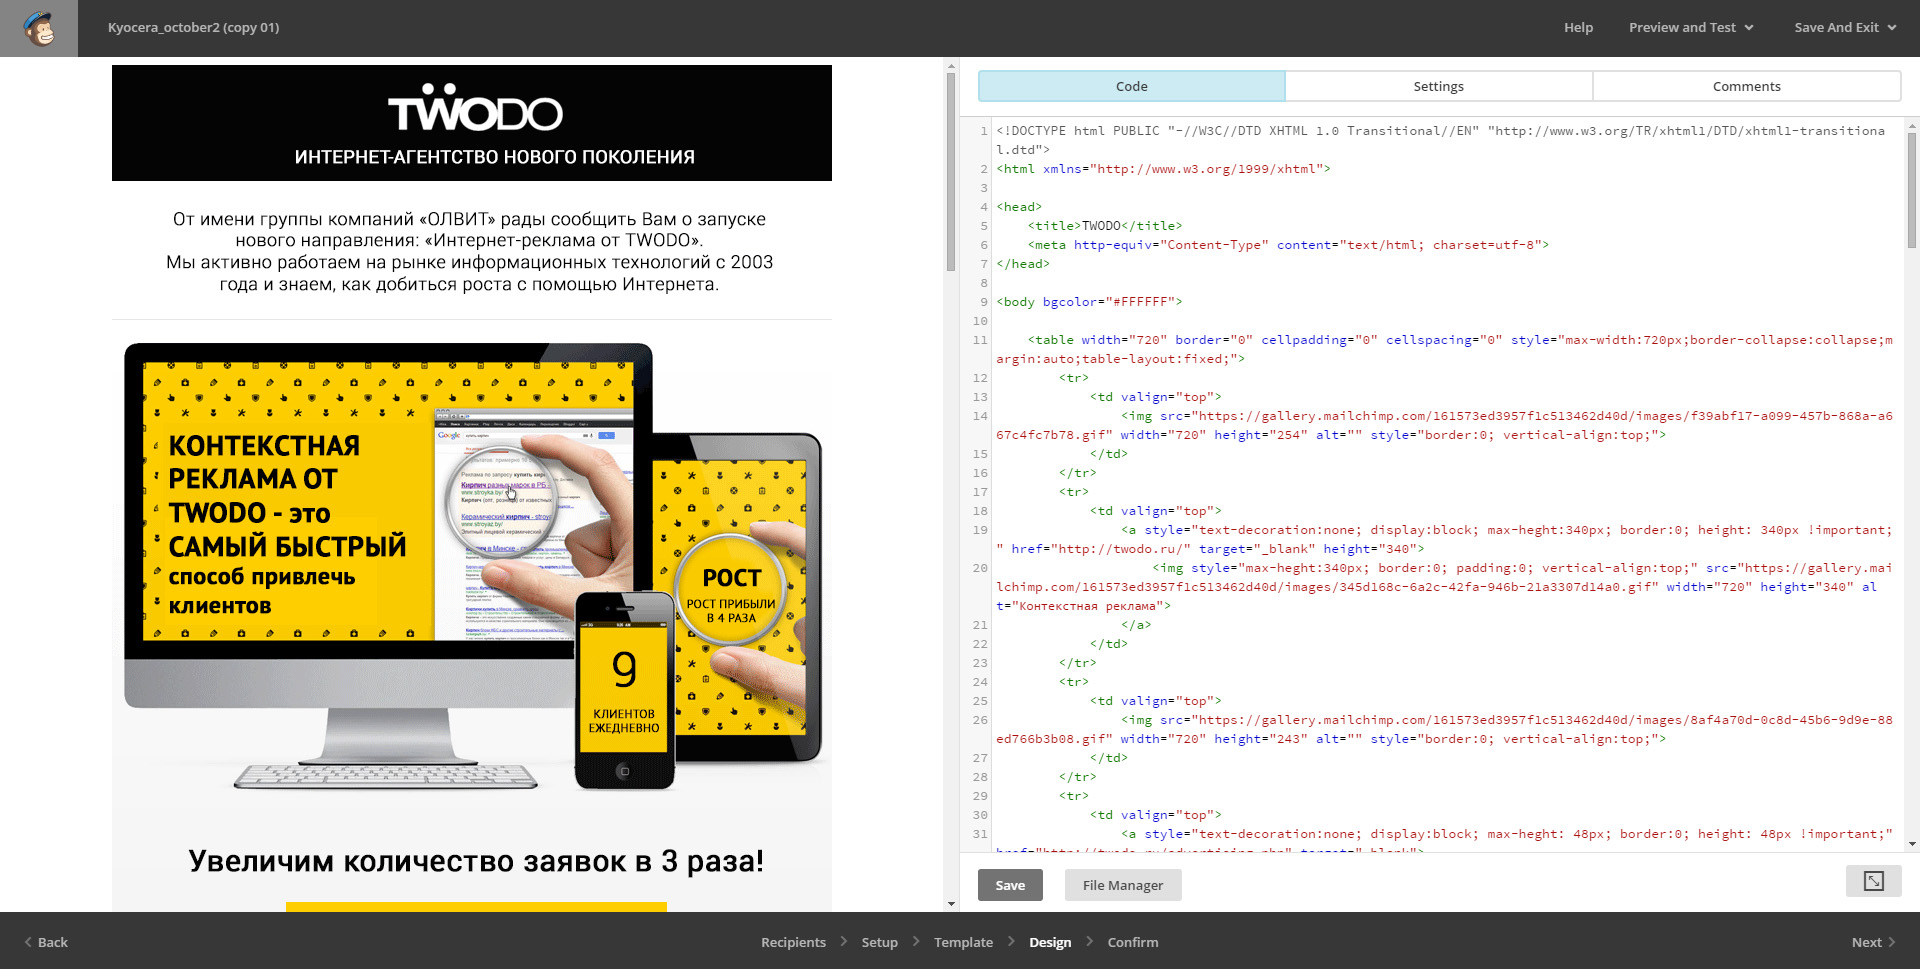 Kyocera_october2 (copy 01)
Help
Preview and Test
Save And Exit
TWODO
ИНТЕРНЕТ-АГЕНТСТВО НОВОГО ПОКОЛЕНИЯ
От имени группы компаний «ОЛВИТ» рады сообщить Вам о запуске
нового направления: «Интернет-реклама от TWODO».
Мы активно работаем на рынке информационных технологий с 2003
года и знаем, как добиться роста с помощью Интернета.
КОНТЕКСТНАЯ
РЕКЛАМА ОТ
TWODO - это
САМЫЙ БЫСТРЫЙ
способ привлечь
клиентов
Google
РОСТ
РОСТ ПРИБЫЛИ
В 4 РАЗА
9
КЛИЕНТОВ
ЕЖЕДНЕВНО
Увеличим количество заявок в 3 раза!
Code
Settings
Comments
1 <!DOCTYPE html PUBLIC "-//W3C//DTD XHTML 1.0 Transitional//EN" "http://www.w3.org/TR/xhtml1/DTD/xhtml1-transitiona
l.dtd">
2 <html xmlns="http://www.w3.org/1999/xhtml">
3
4 <head>
5 <title>TWODO</title>
6 <meta http-equiv="Content-Type" content="text/html; charset=utf-8">
7 </head>
8
9 <body bgcolor="#FFFFFF">
10
11 <table width="720" border="0" cellpadding="0" cellspacing="0" style="max-width:720px;border-collapse:collapse;m
argin:auto;table-layout:fixed;">
12 <tr>
13 <td valign="top">
14 <img src="https://gallery.mailchimp.com/161573ed3957f1c513462d40d/images/f39abf17-a099-457b-868a-a6
67c4fc7b78.gif" width="720" height="254" alt="" style="border:0; vertical-align:top;">
15 </td>
16 </tr>
17 <tr>
18 <td valign="top">
19 <a style="text-decoration:none; display:block; max-heght:340px; border:0; height: 340px !important;
" href="http://twodo.ru/" target="_blank" height="340">
20 <img style="max-heght:340px; border:0; padding:0; vertical-align:top;" src="https://gallery.mai
lchimp.com/161573ed3957f1c513462d40d/images/345d168c-6a2c-42fa-946b-21a3307d14a0.gif" width="720" height="340" al
t="Контекстная реклама">
21 </a>
22 </td>
23 </tr>
24 <tr>
25 <td valign="top">
26 <img src="https://gallery.mailchimp.com/161573ed3957f1c513462d40d/images/8af4a70d-0c8d-45b6-9d9e-88
ed766b3b08.gif" width="720" height="243" alt="" style="border:0; vertical-align:top;">
27 </td>
28 </tr>
29 <tr>
30 <td valign="top">
31 <a style="text-decoration:none; display:block; max-heght: 48px; border:0; height: 48px !important;"
Save
File Manager
Back
Recipients
Setup
Template
Design
Confirm
Next